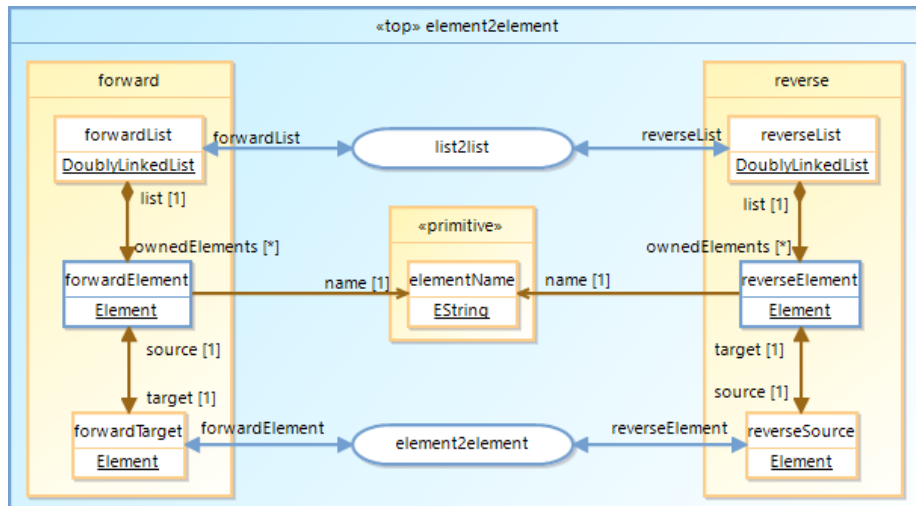 «top» element2element
forward
reverse
forwardList
DoublyLinkedList
forwardList
list2list
reverseList
reverseList
DoublyLinkedList
list [1]
list [1]
«primitive»
ownedElements [*]
ownedElements [*]
forwardElement
Element
name [1]
elementName
EString
name [1]
reverseElement
Element
source [1]
target [1]
target [1]
source [1]
forwardTarget
Element
forwardElement
element2element
reverseElement
reverseSource
Element